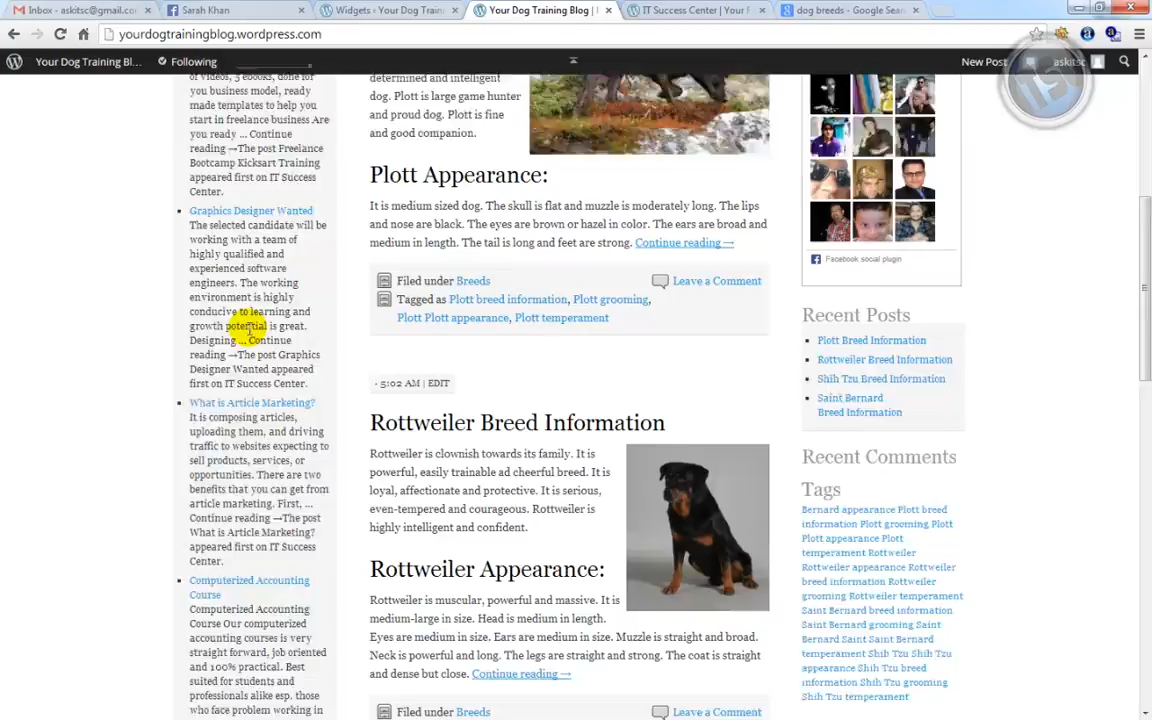 Inbox - askitsc@gmail.co
Sarah Khan
Widgets ‹ Your Dog Train
Your Dog Training Blog |
IT Success Center | Your F
dog breeds - Google Sear
yourdogtrainingblog.wordpress.com
Your Dog Training Bl...
Following
New Post
askitsc
of videos, 3 ebooks, done for
you business model, ready
made templates to help you
start in freelance business Are
you ready ... Continue
reading →The post Freelance
Bootcamp Kicksart Training
appeared first on IT Success
Center.
Graphics Designer Wanted
The selected candidate will be
working with a team of
highly qualified and
experienced software
engineers. The working
environment is highly
conducive to learning and
growth potential is great.
Designing ... Continue
reading →The post Graphics
Designer Wanted appeared
first on IT Success Center.
What is Article Marketing?
It is composing articles,
uploading them, and driving
traffic to websites expecting to
sell products, services, or
opportunities. There are two
benefits that you can get from
article marketing. First, ...
Continue reading →The post
What is Article Marketing?
appeared first on IT Success
Center.
Computerized Accounting
Course
Computerized Accounting
Course Our computerized
accounting courses is very
straight forward, job oriented
and 100% practical. Best
suited for students and
professionals alike esp. those
who face problem working in
determined and intelligent
dog. Plott is large game hunter
and proud dog. Plott is fine
and good companion.
Plott Appearance:
It is medium sized dog. The skull is flat and muzzle is moderately long. The lips
and nose are black. The eyes are brown or hazel in color. The ears are broad and
medium in length. The tail is long and feet are strong. Continue reading →
Filed under Breeds
Leave a Comment
Tagged as Plott breed information, Plott grooming,
Plott Plott appearance, Plott temperament
· 5:02 AM | EDIT
Rottweiler Breed Information
Rottweiler is clownish towards its family. It is
powerful, easily trainable ad cheerful breed. It is
loyal, affectionate and protective. It is serious,
even-tempered and courageous. Rottweiler is
highly intelligent and confident.
Rottweiler Appearance:
Rottweiler is muscular, powerful and massive. It is
medium-large in size. Head is medium in length.
Eyes are medium in size. Ears are medium in size. Muzzle is straight and broad.
Neck is powerful and long. The legs are straight and strong. The coat is straight
and dense but close. Continue reading →
Filed under Breeds
Leave a Comment
Facebook social plugin
Recent Posts
Plott Breed Information
Rottweiler Breed Information
Shih Tzu Breed Information
Saint Bernard
Breed Information
Recent Comments
Tags
Bernard appearance Plott breed
information Plott grooming Plott
Plott appearance Plott
temperament Rottweiler
Rottweiler appearance Rottweiler
breed information Rottweiler
grooming Rottweiler temperament
Saint Bernard breed information
Saint Bernard grooming Saint
Bernard Saint Saint Bernard
temperament Shih Tzu Shih Tzu
appearance Shih Tzu breed
information Shih Tzu grooming
Shih Tzu temperament